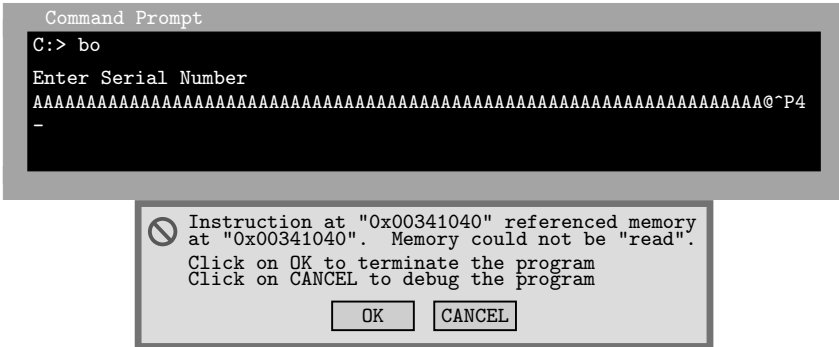 Command Prompt
C:> bo
Enter Serial Number
AAAAAAAAAAAAAAAAAAAAAAAAAAAAAAAAAAAAAAAAAAAAAAAAAAAAAAAAAAAAAAAAAAAA@^P4
_
Instruction at "0x00341040" referenced memory
at "0x00341040". Memory could not be "read".
Click on OK to terminate the program
Click on CANCEL to debug the program
OK CANCEL